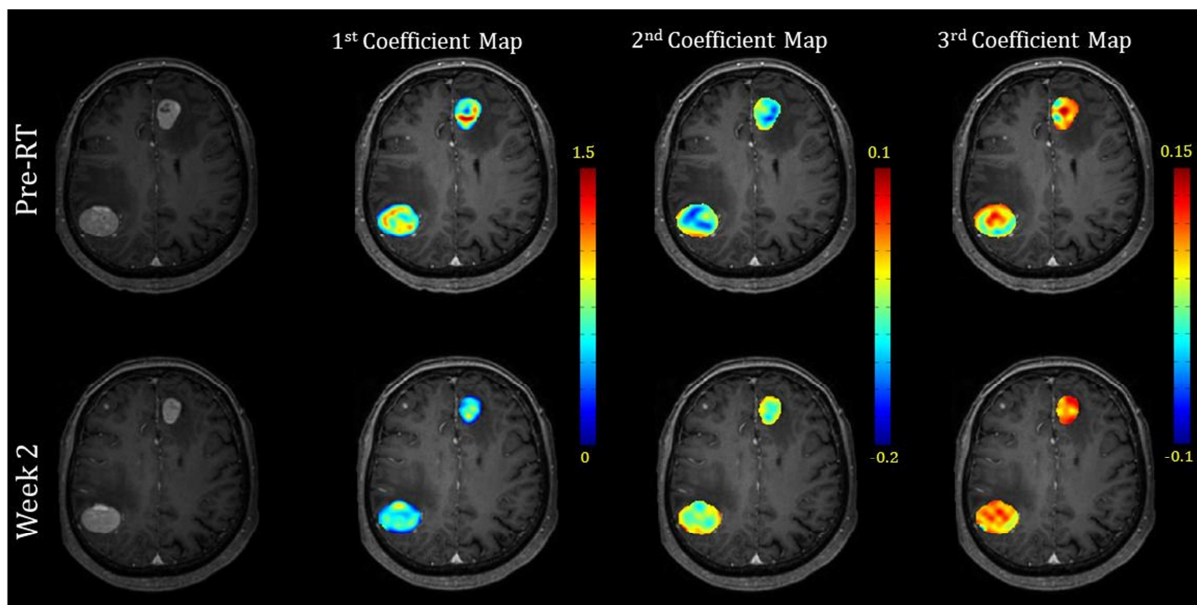 1st Coefficient Map
2nd Coefficient Map
3rd Coefficient Map
Pre-RT
1.5
0.1
0.15
0
-0.2
-0.1
Week 2